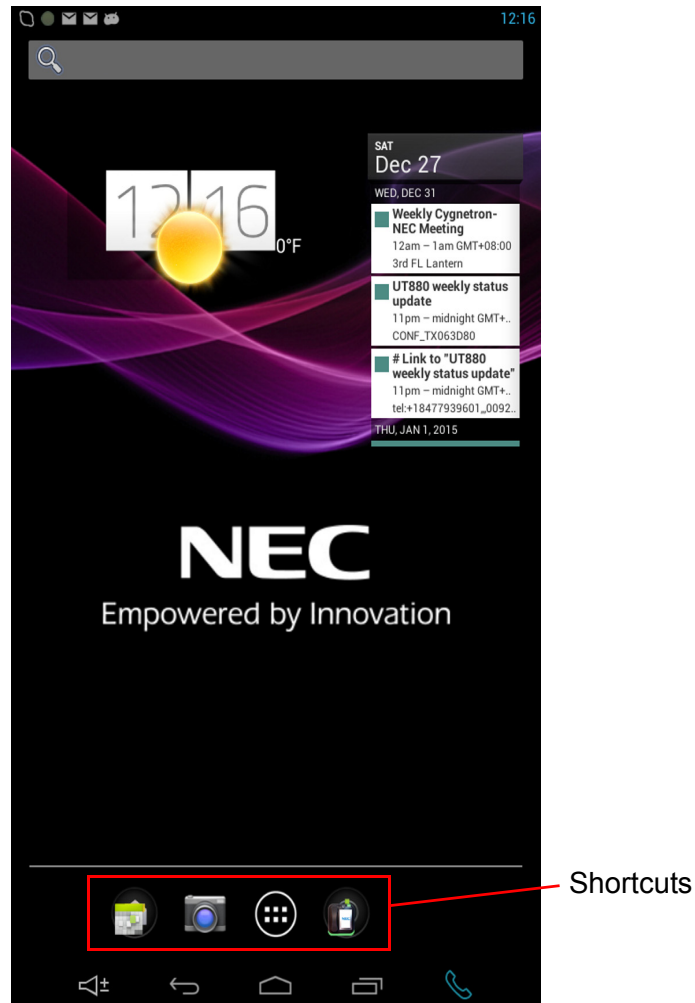 12:16
12 16
0°F
SAT
Dec 27
WED, DEC 31
Weekly Cygnetron-
NEC Meeting
12am – 1am GMT+08:00
3rd FL Lantern
UT880 weekly status
update
11pm – midnight GMT+..
CONF_TX063D80
# Link to "UT880
weekly status update"
11pm – midnight GMT+..
tel:+18477939601,,0092..
THU, JAN 1, 2015
NEC
Empowered by Innovation
Shortcuts
NEC